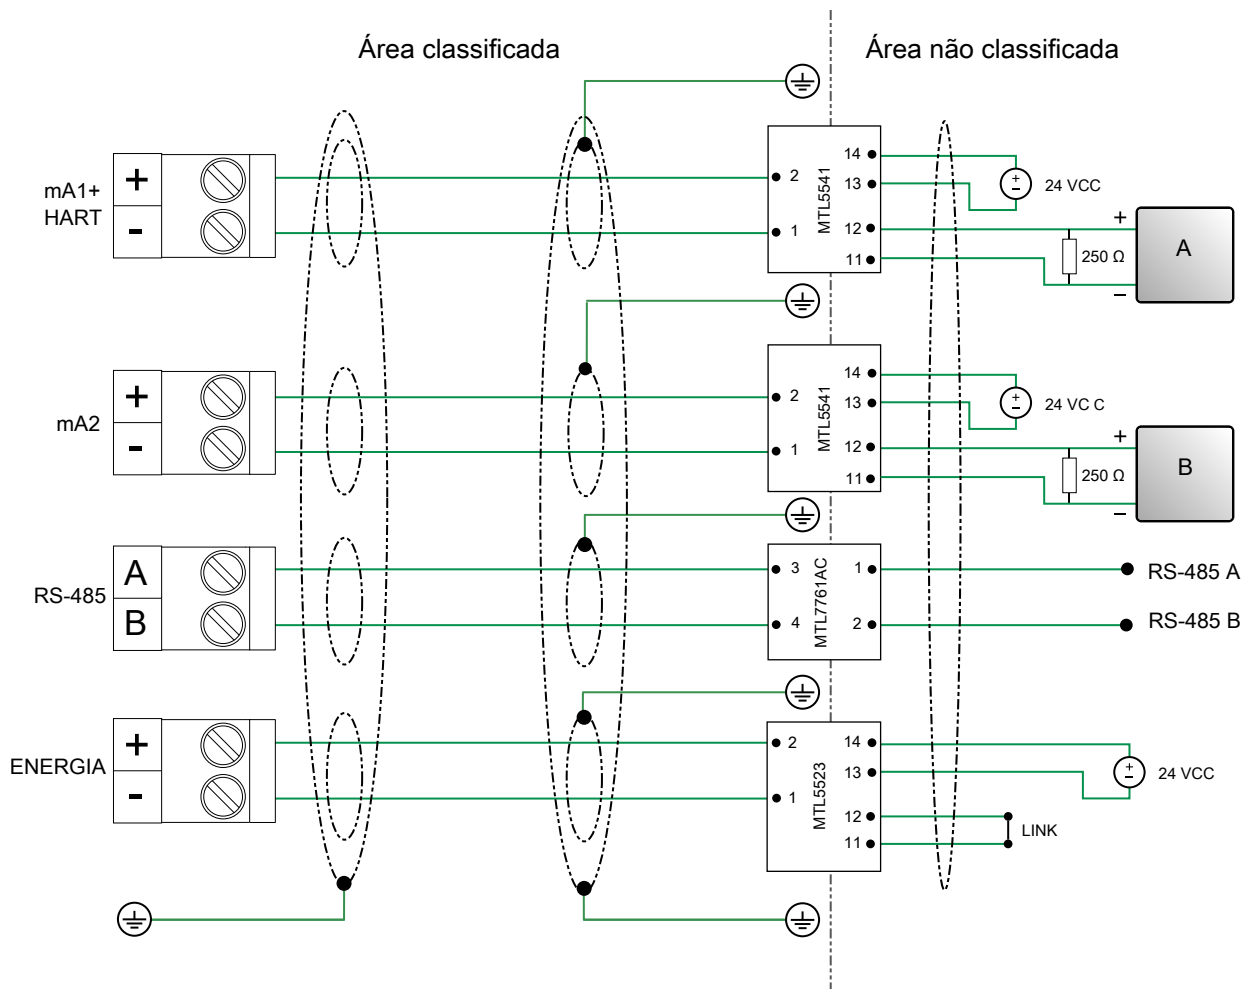 Área classificada
Área não classificada
mA1+
HART
+
-
2
1
MTL5541
14
13
12
11
+
-
24 VCC
+
250 Ω
–
A
mA2
+
-
2
1
MTL5541
14
13
12
11
+
-
24 VC C
+
250 Ω
–
B
RS-485
A
B
3
4
MTL7761AC
1
2
RS-485 A
RS-485 B
ENERGIA
+
-
2
1
MTL5523
14
13
12
11
+
-
24 VCC
LINK